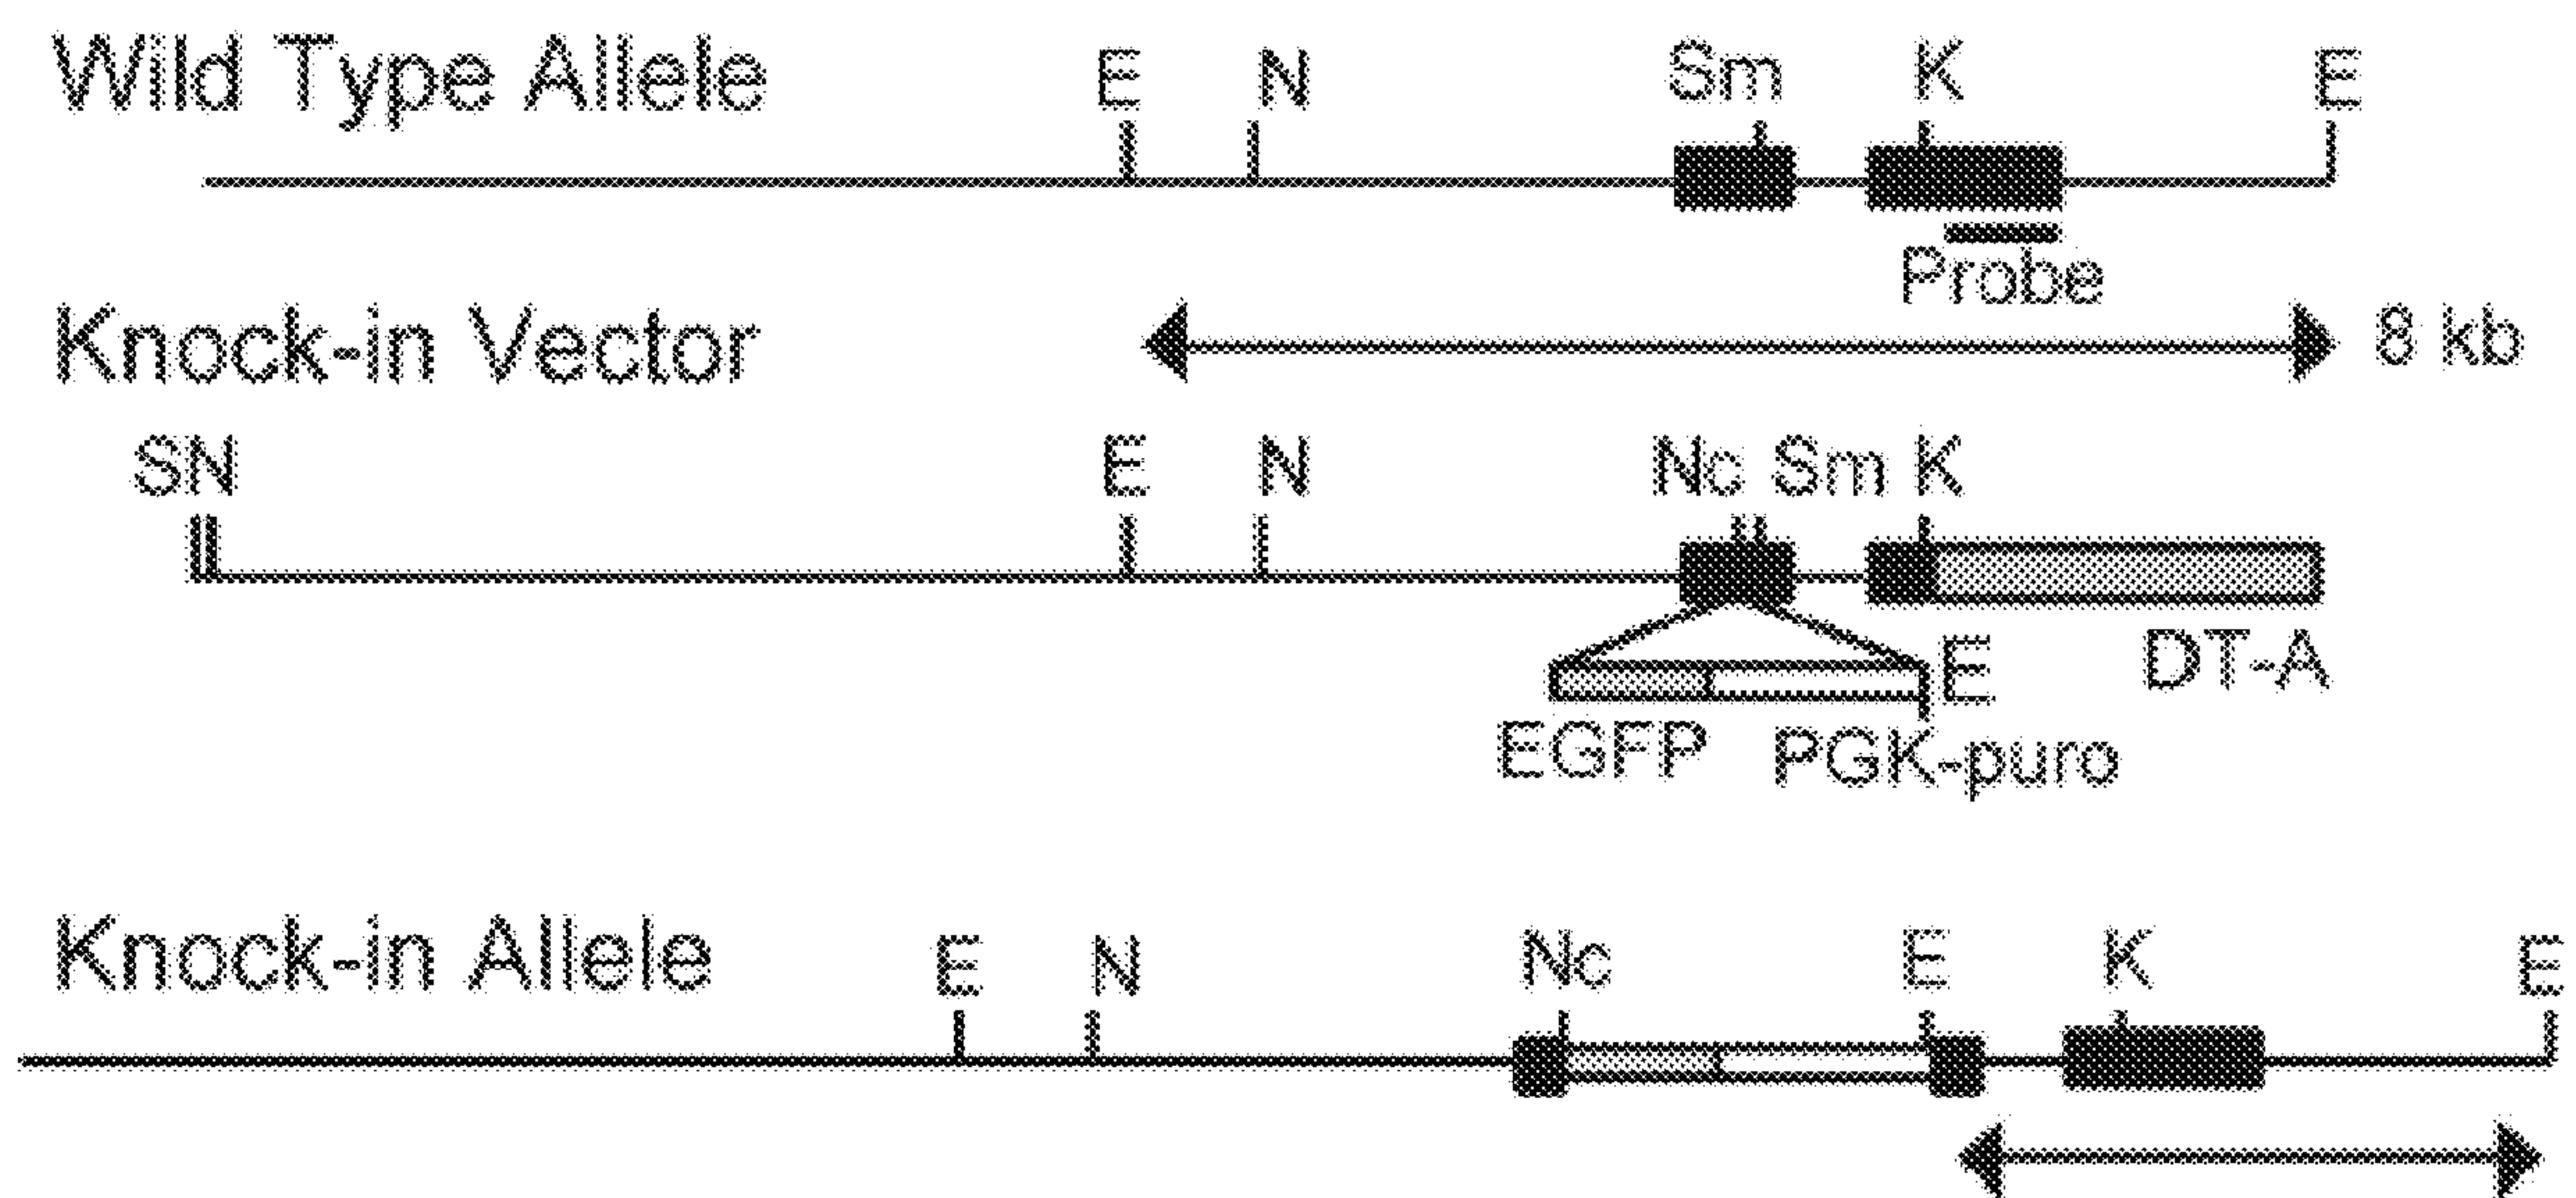 Wild Type Allele E N Sm K E
Probe
Knock-in Vector 8 kb
SN E N Nc Sm K
E DT-A
EGFP PGK-puro
Knock-in Allele E N Nc E K E